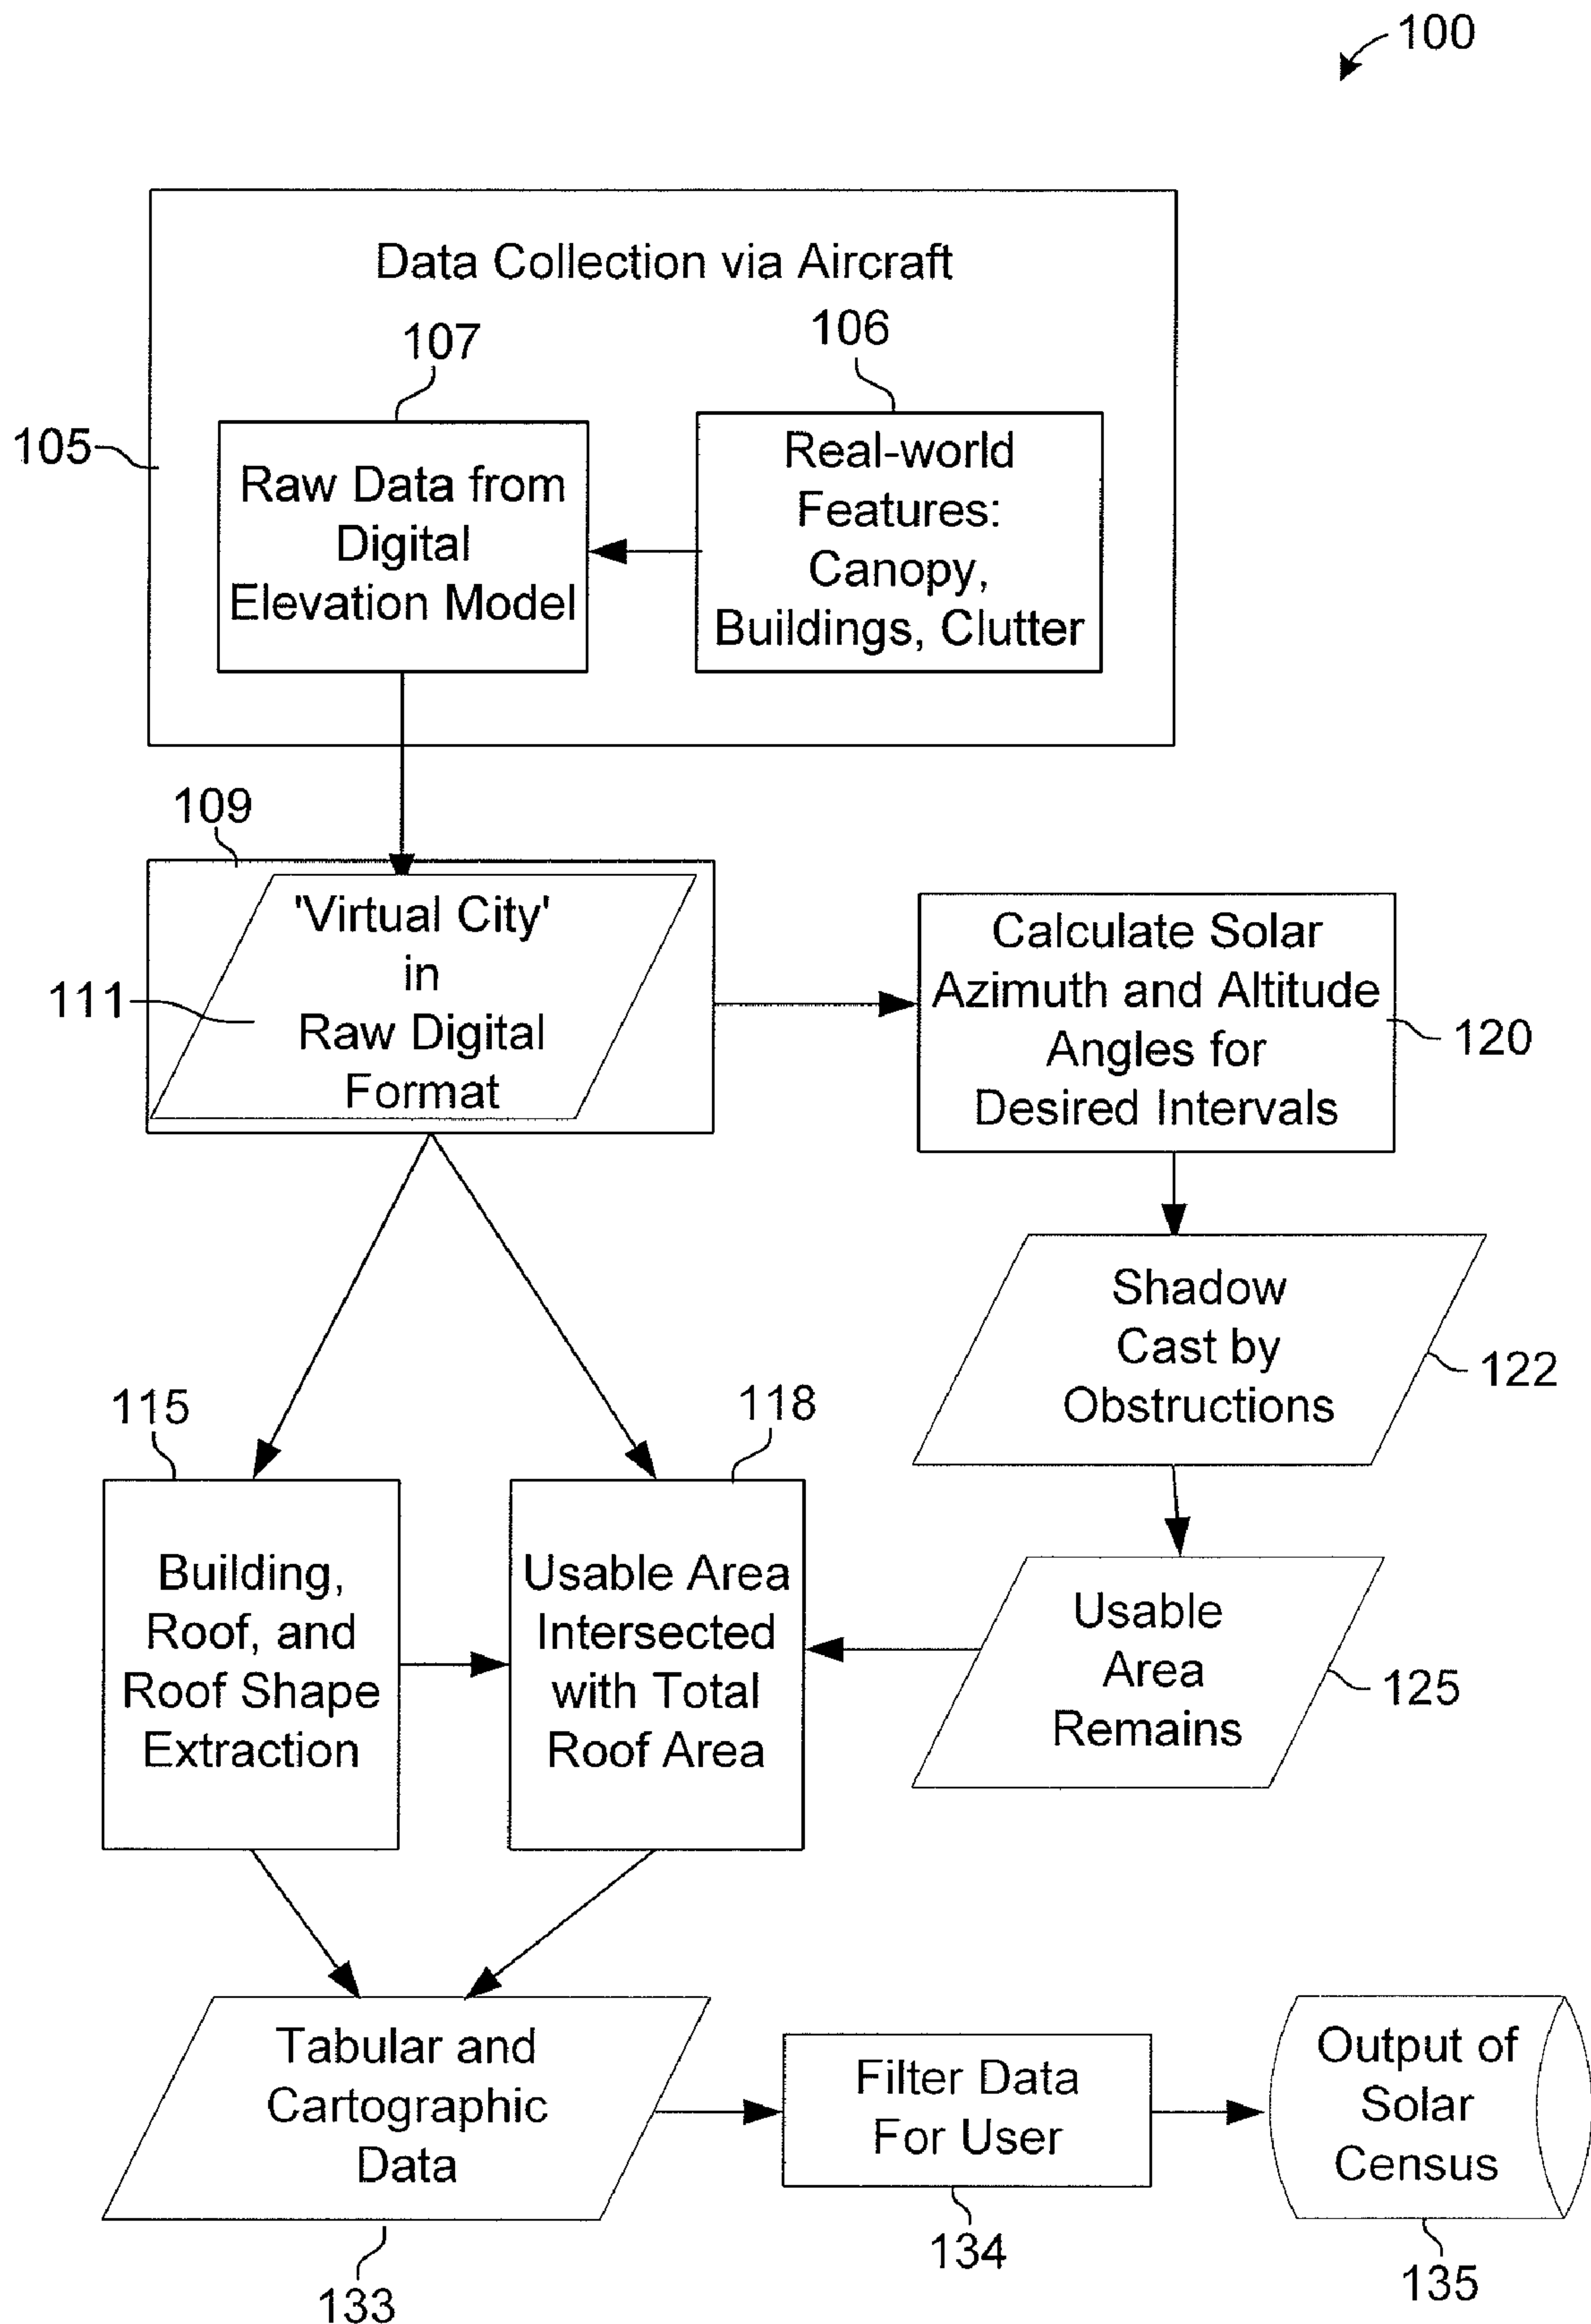 100
Data Collection via Aircraft
107
106
105
Raw Data from
Digital
Elevation Model
Real-world
Features:
Canopy,
Buildings, Clutter
109
'Virtual City'
in
Raw Digital
Format
111
Calculate Solar
Azimuth and Altitude
Angles for
Desired Intervals
120
Shadow
Cast by
Obstructions
122
115
118
Building,
Roof, and
Roof Shape
Extraction
Usable Area
Intersected
with Total
Roof Area
Usable
Area
Remains
125
Tabular and
Cartographic
Data
Filter Data
For User
Output of
Solar
Census
133
134
135